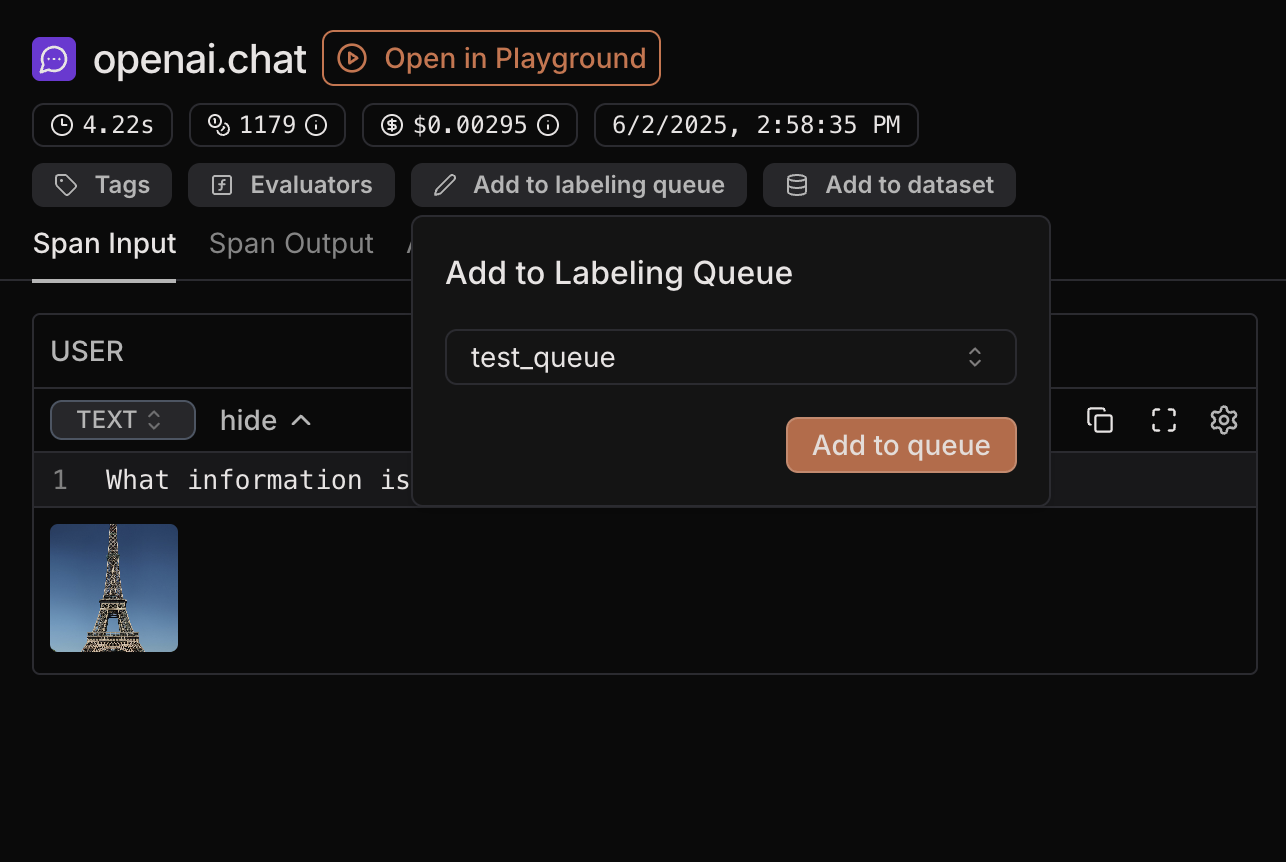 openai.chat Open in Playground
4.22s 1179 $0.00295 6/2/2025, 2:58:35 PM
Tags Evaluators Add to labeling queue Add to dataset
Span Input Span Output
Add to Labeling Queue
test_queue
Add to queue
USER
TEXT hide
1 What information is